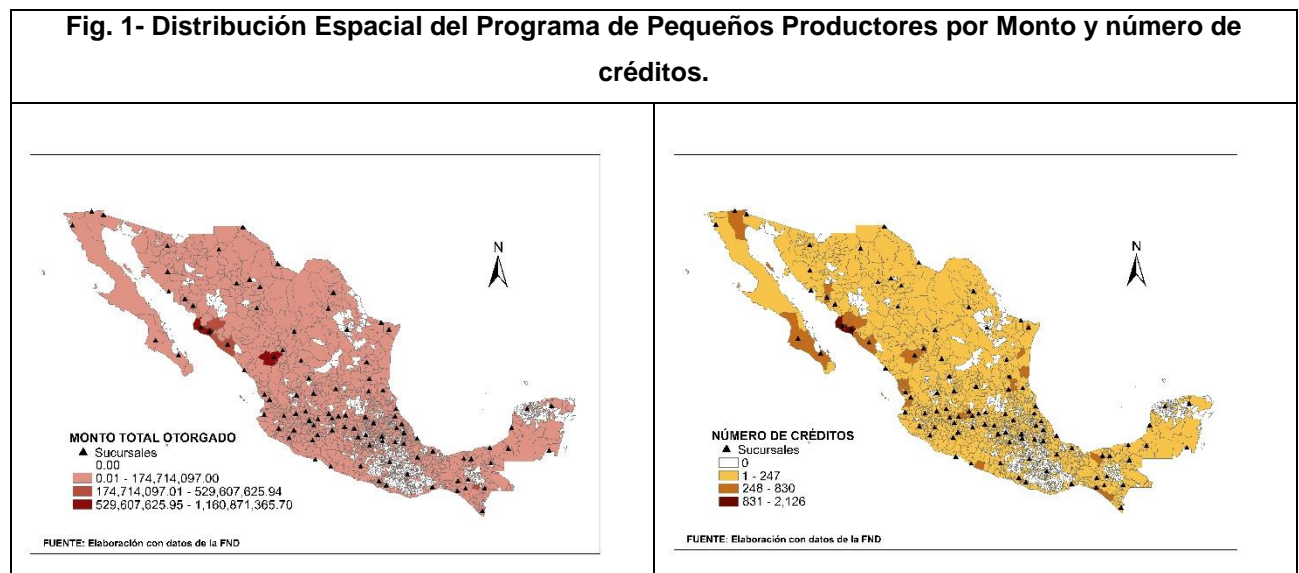 Fig. 1- Distribución Espacial del Programa de Pequeños Productores por Monto y número de
créditos.
N
MONTO TOTAL OTORGADO
Sucursales
0.00
0.01 - 174,714,097.00
174,714,097.01 - 529,607,625.94
529,607,625.95 - 1,160,871,365.70
FUENTE: Elaboración con datos de la FND
N
NÚMERO DE CRÉDITOS
Sucursales
0
1 - 247
248 - 830
831 - 2,126
FUENTE: Elaboración con datos de la FND